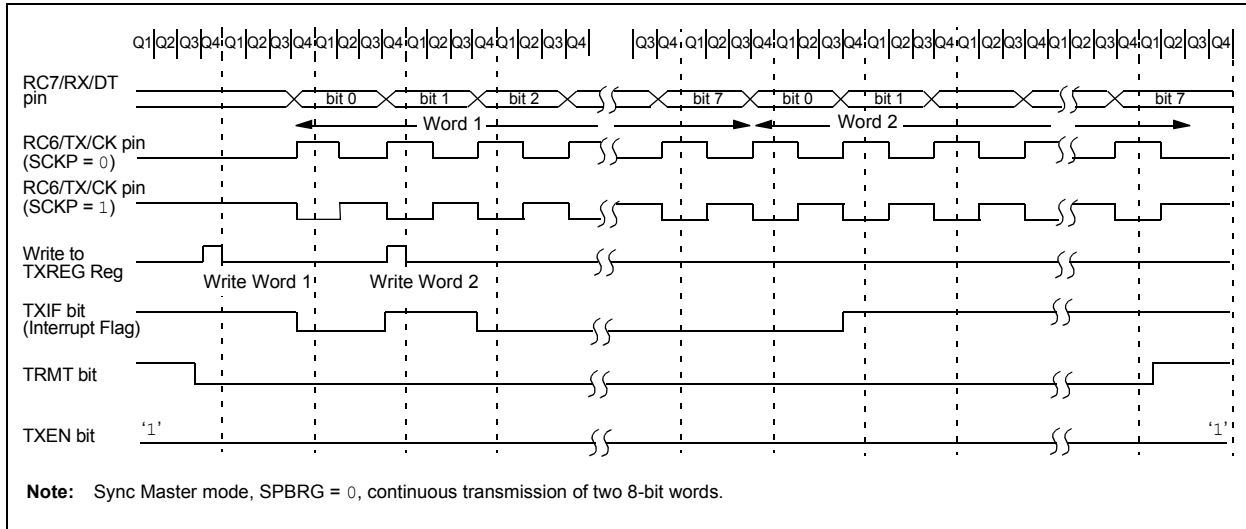 Q1 Q2 Q3 Q4 Q1 Q2 Q3 Q4 Q1 Q2 Q3 Q4 Q1 Q2 Q3 Q4 Q1 Q2 Q3 Q4 Q3 Q4 Q1 Q2 Q3 Q4 Q1 Q2 Q3 Q4 Q1 Q2 Q3 Q4 Q1 Q2 Q3 Q4 Q1 Q2 Q3 Q4 Q1 Q2 Q3 Q4
RC7/RX/DT
pin
bit 0 bit 1 bit 2 bit 7 bit 0 bit 1 bit 7
Word 1 Word 2
RC6/TX/CK pin
(SCKP = 0)
RC6/TX/CK pin
(SCKP = 1)
Write to
TXREG Reg
Write Word 1 Write Word 2
TXIF bit
(Interrupt Flag)
TRMT bit
TXEN bit
‘1’ ‘1’
Note: Sync Master mode, SPBRG = 0, continuous transmission of two 8-bit words.